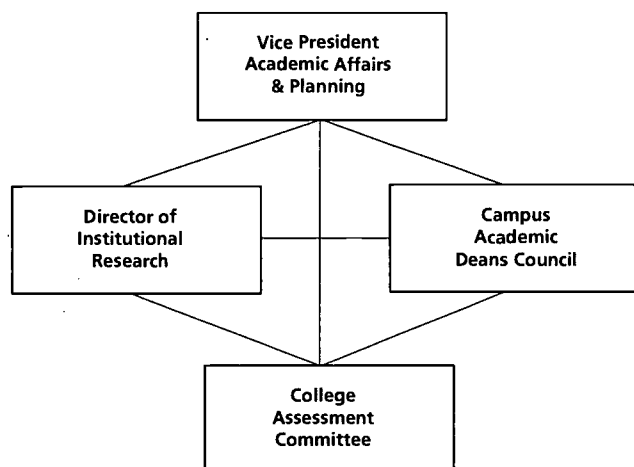 Vice President
Academic Affairs
& Planning
Director of
Institutional
Research
Campus
Academic
Deans Council
College
Assessment
Committee